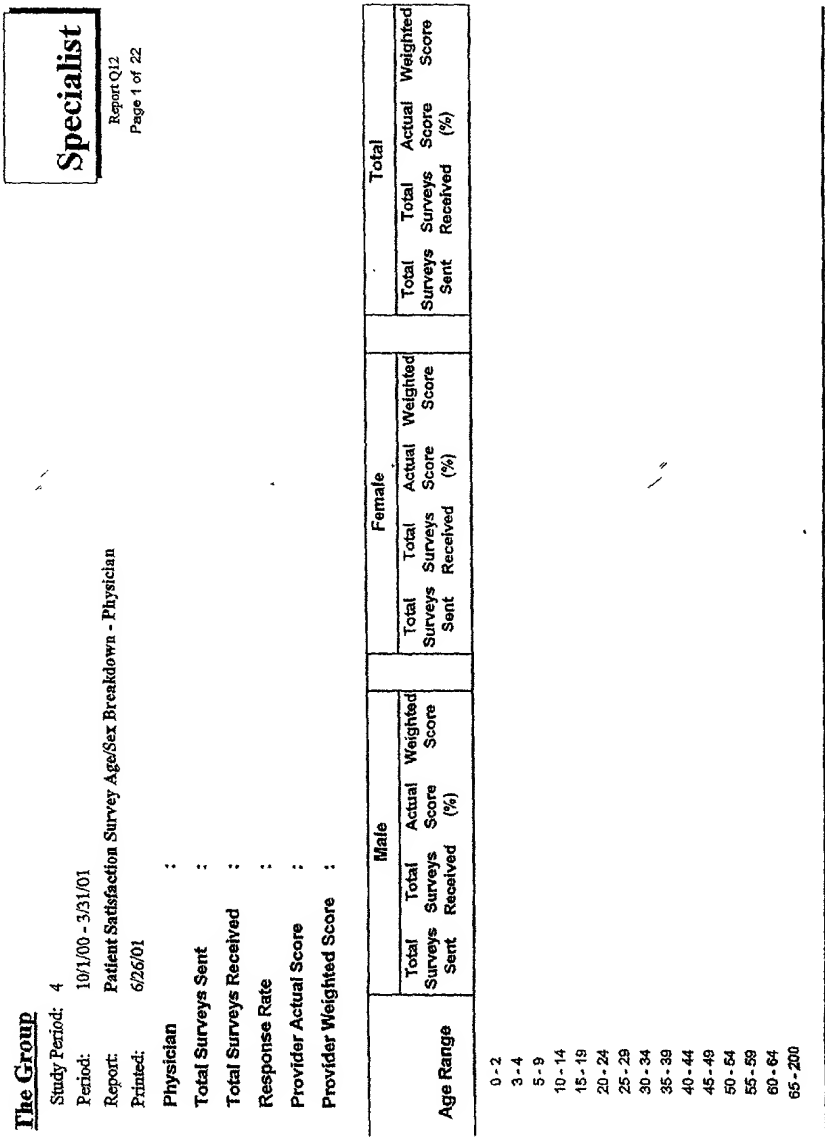 The Group
Specialist
Study Period: 4
Report Q12
Period: 10/1/00 - 3/31/01
Page 1 of 22
Report: Patient Satisfaction Survey Age/Sex Breakdown - Physician
Printed: 6/26/01
Physician :
Total Surveys Sent :
Total Surveys Received :
Response Rate :
Provider Actual Score :
Provider Weighted Score :
Male Female Total
Total Total Actual Weighted Total Total Actual Weighted Total Total Actual Weighted
Surveys Surveys Score Score Surveys Surveys Score Score Surveys Surveys Score Score
Age Range Sent Received (%) Sent Received (%) Sent Received (%)
0 - 2
3 - 4
5 - 9
10 - 14
15 - 19
20 - 24
25 - 29
30 - 34
35 - 39
40 - 44
45 - 49
50 - 54
55 - 59
60 - 64
65 - 200